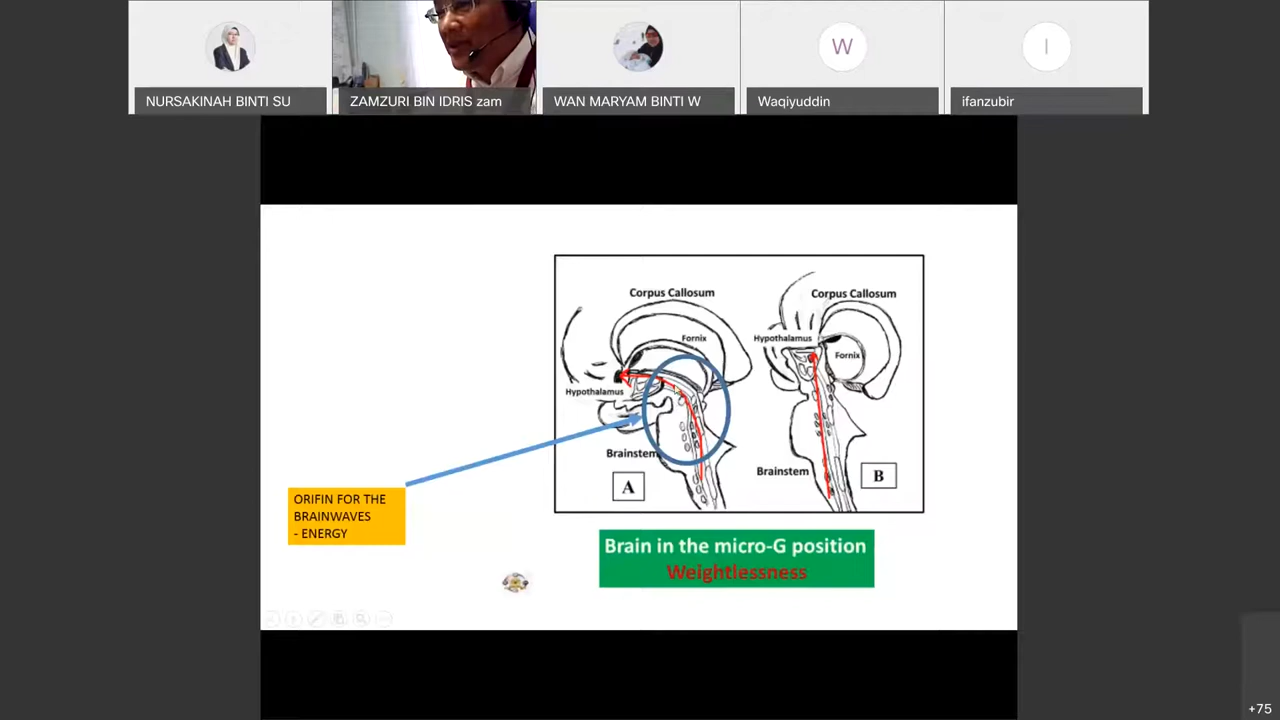 NURSAKINAH BINTI SU
ZAMZURI BIN IDRIS zam
WAN MARYAM BINTI W
W
Waqiyuddin
I
ifanzubir
Corpus Callosum
Fornix
Hypothalamus
Brainstem
A
Corpus Callosum
Hypothalamus
Fornix
Brainstem
B
ORIFIN FOR THE
BRAINWAVES
- ENERGY
Brain in the micro-G position
Weightlessness
+75